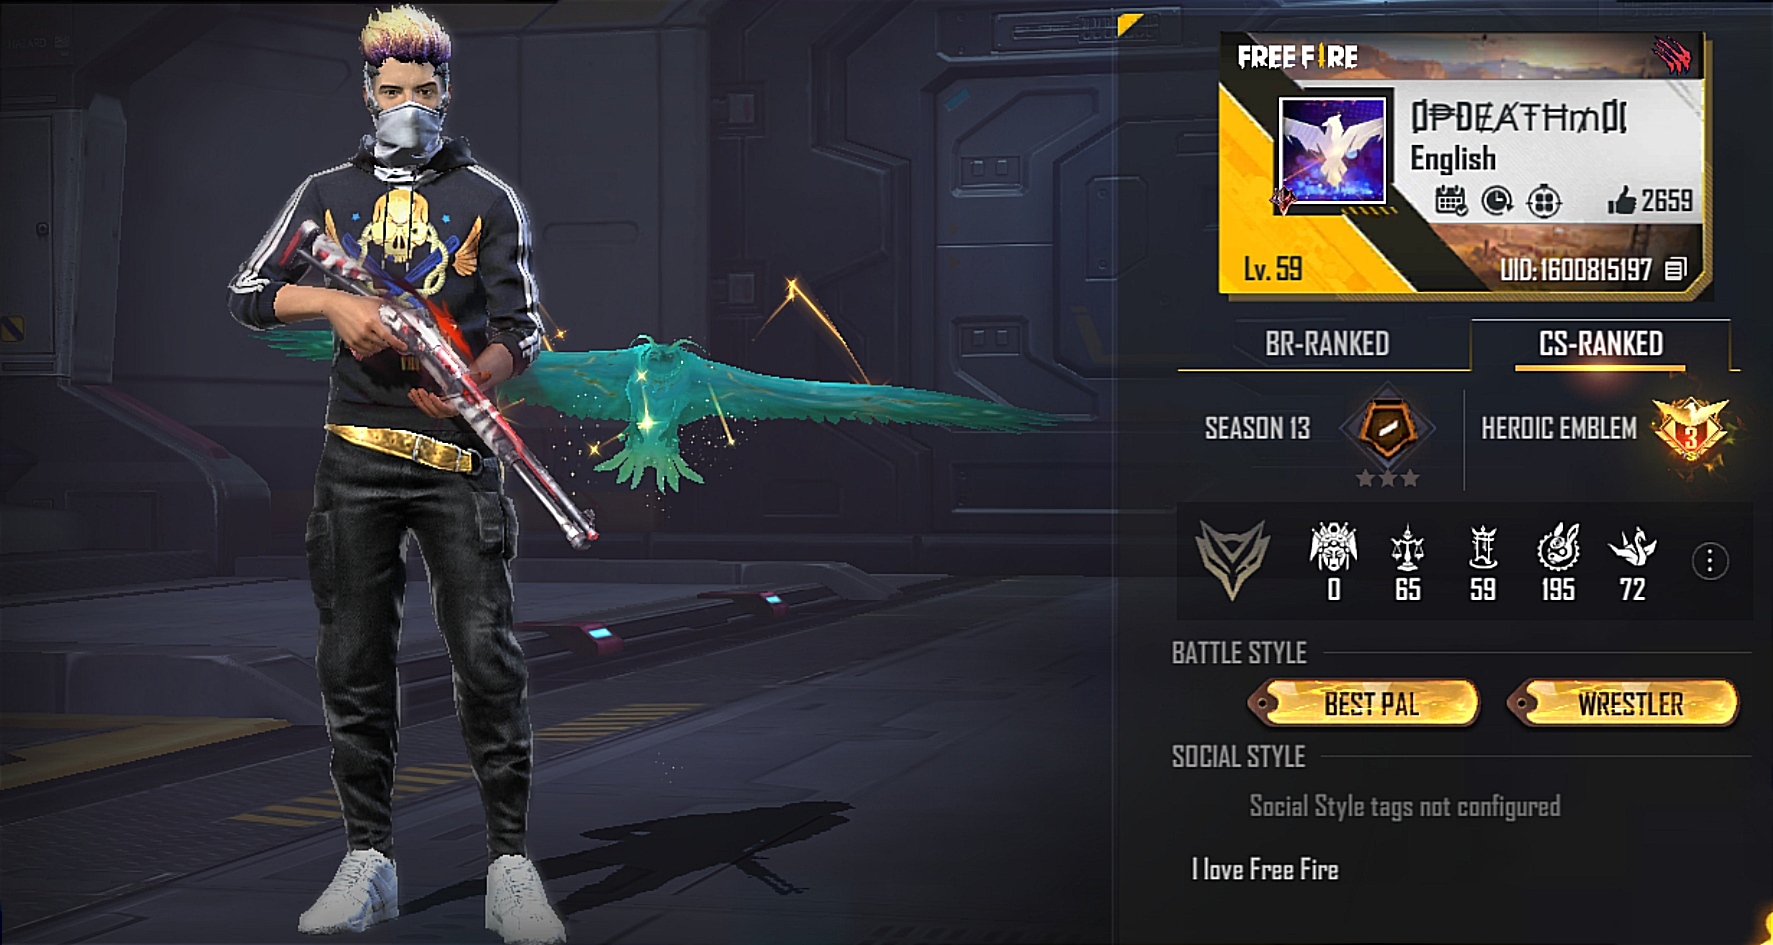 FREE FIRE
English
2659
Lv. 59
UID:1600815197
BR-RANKED
CS-RANKED
SEASON 13
HEROIC EMBLEM
3
0
65
59
195
72
BATTLE STYLE
BEST PAL
WRESTLER
SOCIAL STYLE
Social Style tags not configured
I love Free Fire